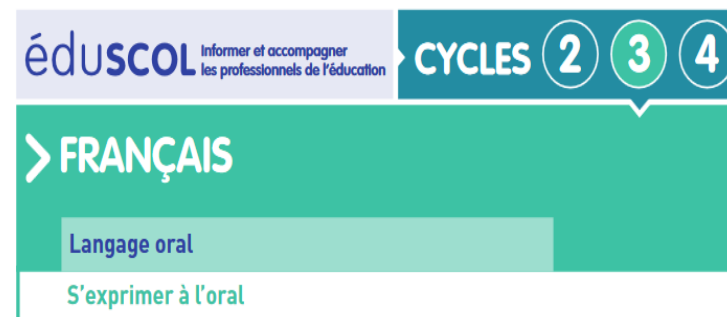 éduSCOL Informer et accompagner
les professionnels de l'éducation
CYCLES 2 3 4
FRANÇAIS
Langage oral
S'exprimer à l'oral